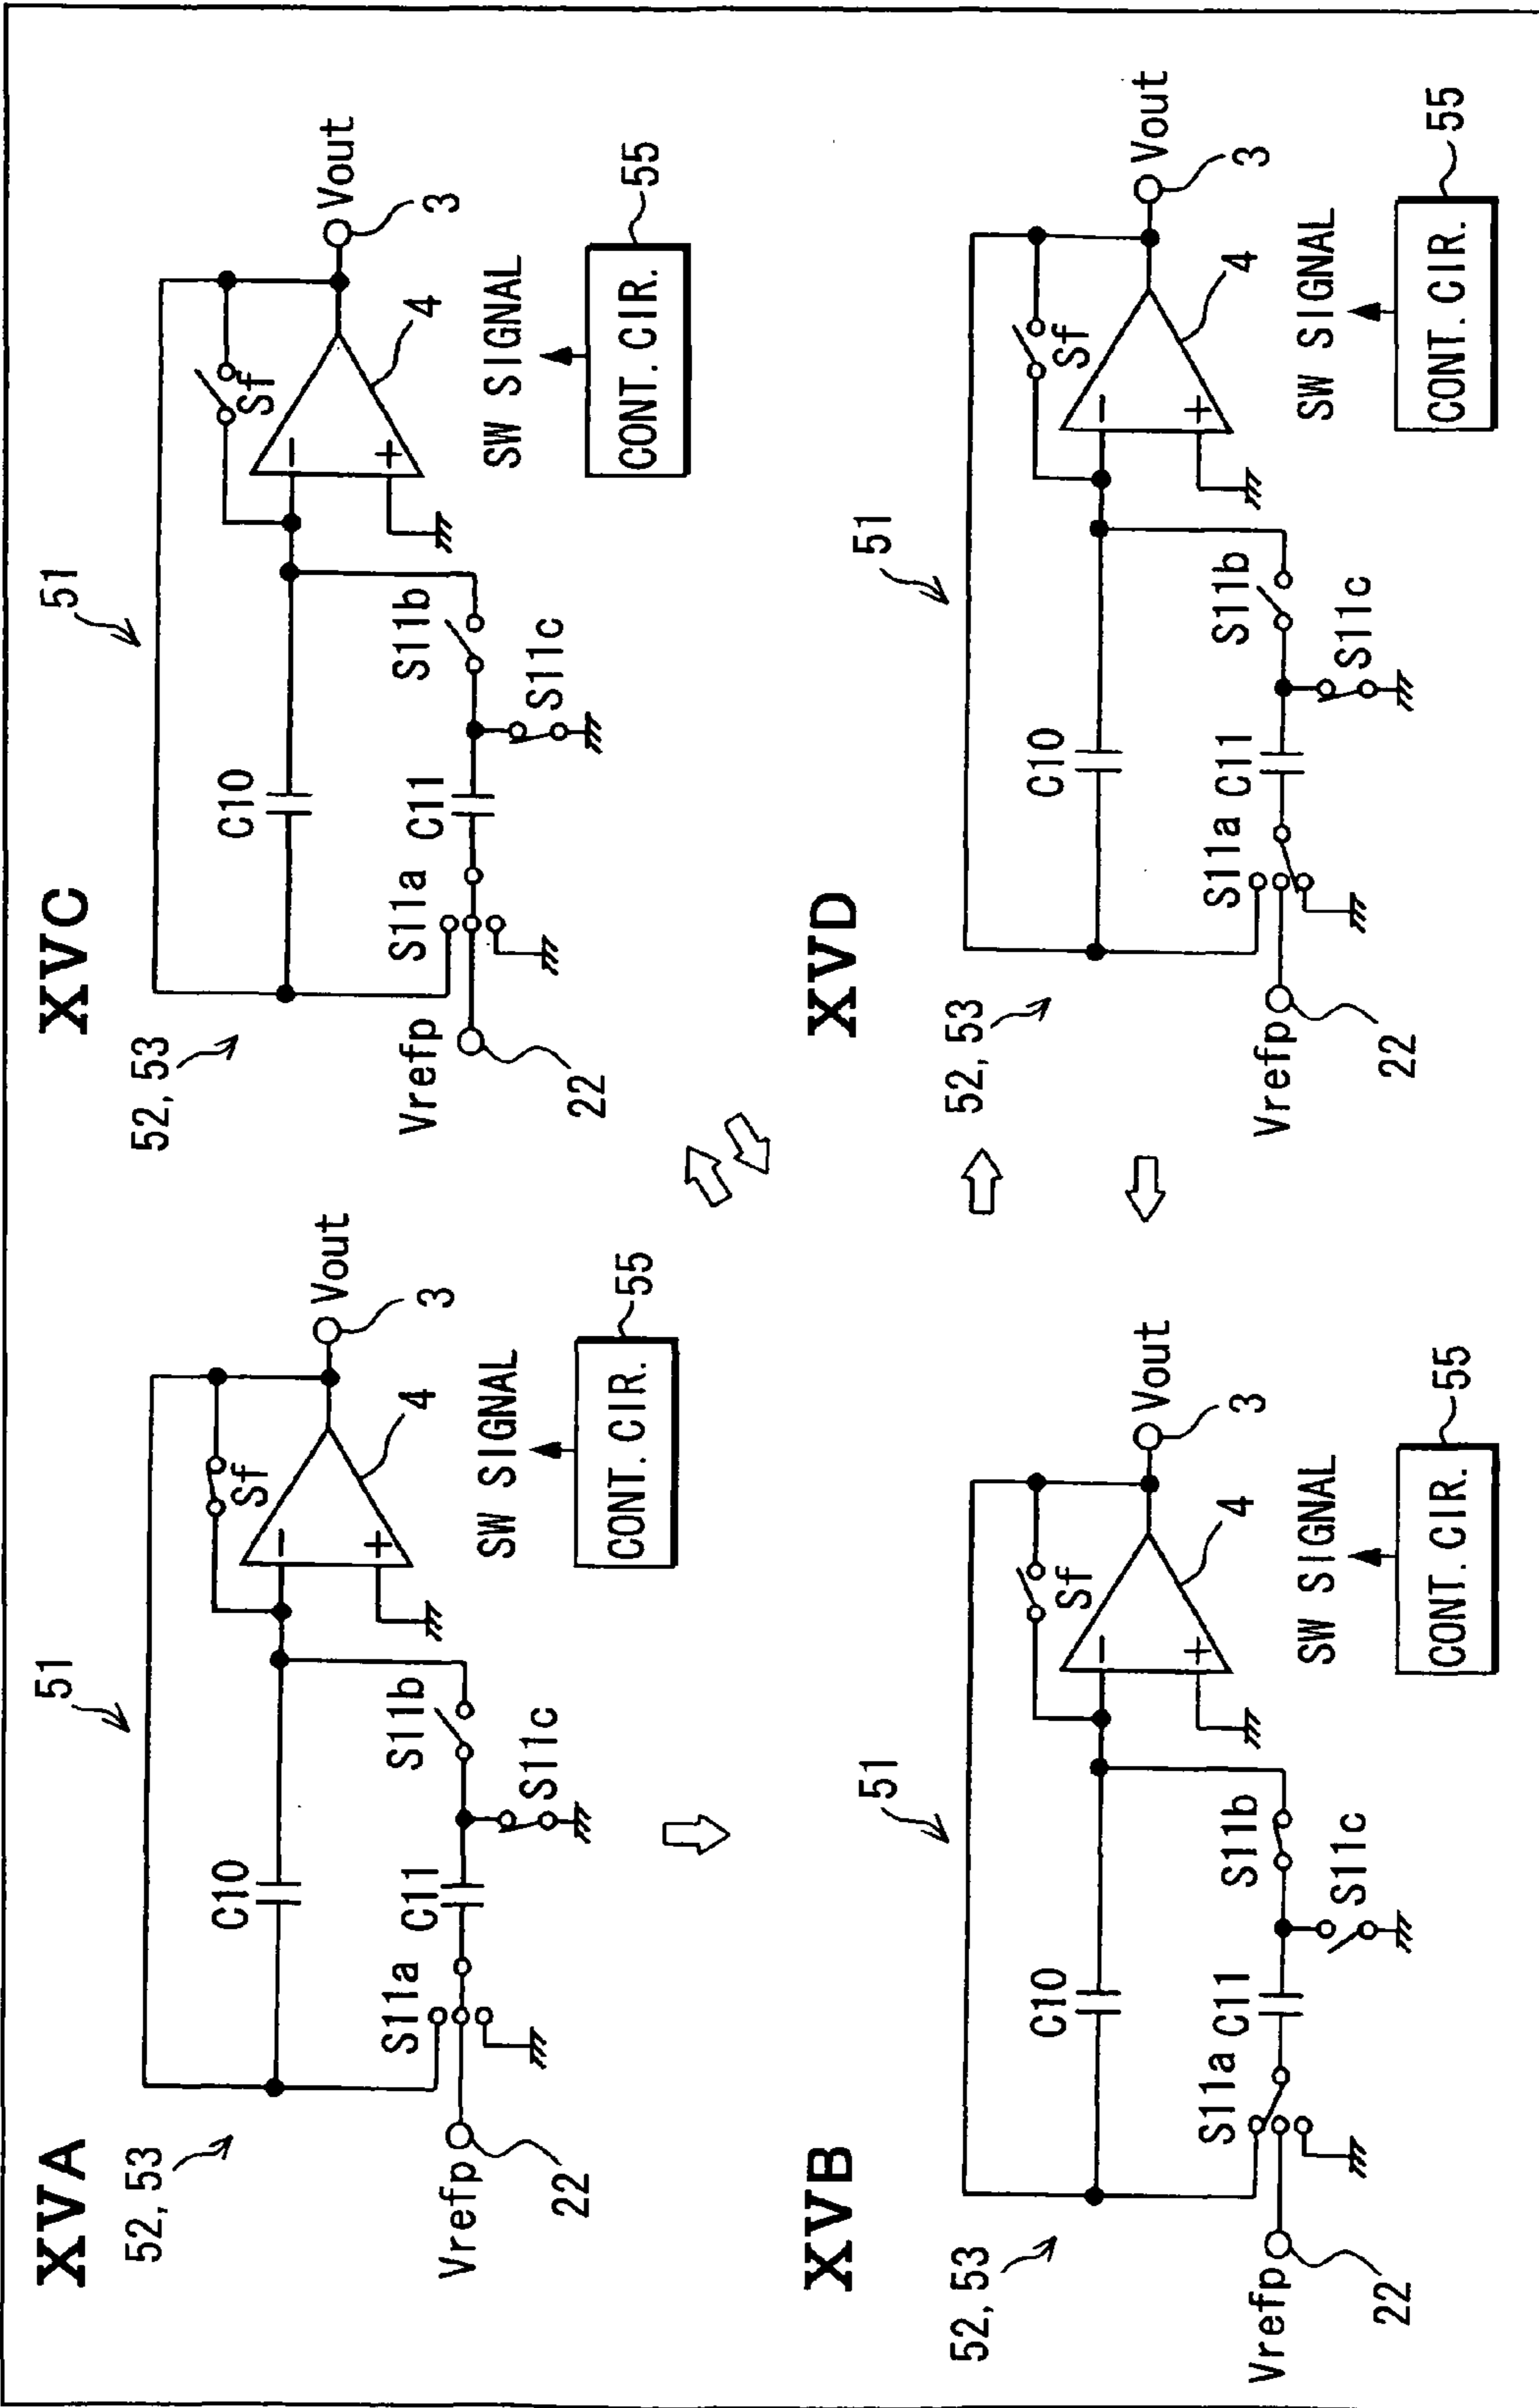 XVA
52, 53
51
C10
Sf
4
Vout
3
S11a
C11
S11b
S11c
Vrefp
22
SW SIGNAL
CONT. CIR.
55
XVC
52, 53
51
C10
Sf
4
Vout
3
S11a
C11
S11b
S11c
Vrefp
22
SW SIGNAL
CONT. CIR.
55
XVB
52, 53
51
C10
Sf
4
Vout
3
S11a
C11
S11b
S11c
Vrefp
22
SW SIGNAL
CONT. CIR.
55
XVD
52, 53
51
C10
Sf
4
Vout
3
S11a
C11
S11b
S11c
Vrefp
22
SW SIGNAL
CONT. CIR.
55